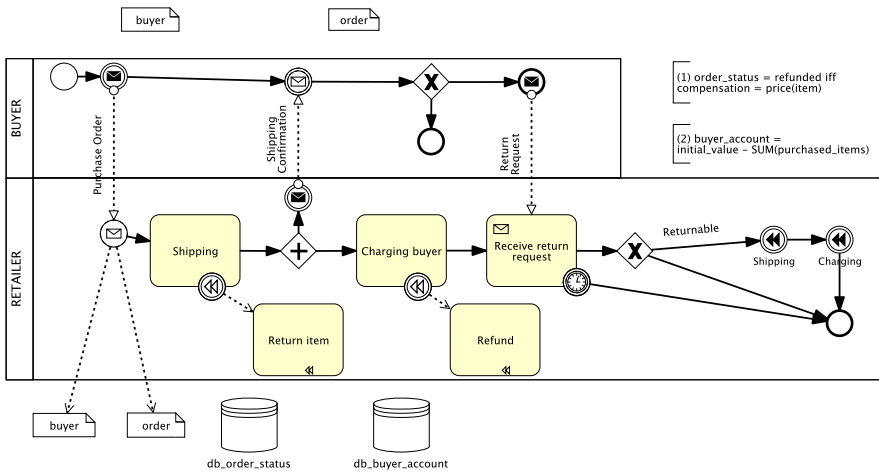 buyer
order
(1) order_status = refunded iff
compensation = price(item)
(2) buyer_account =
initial_value - SUM(purchased_items)
BUYER
Purchase Order
Shipping
Confirmation
Return
Request
RETAILER
Shipping
Charging buyer
Receive return
request
Returnable
Shipping
Charging
Return item
Refund
buyer
order
db_order_status
db_buyer_account